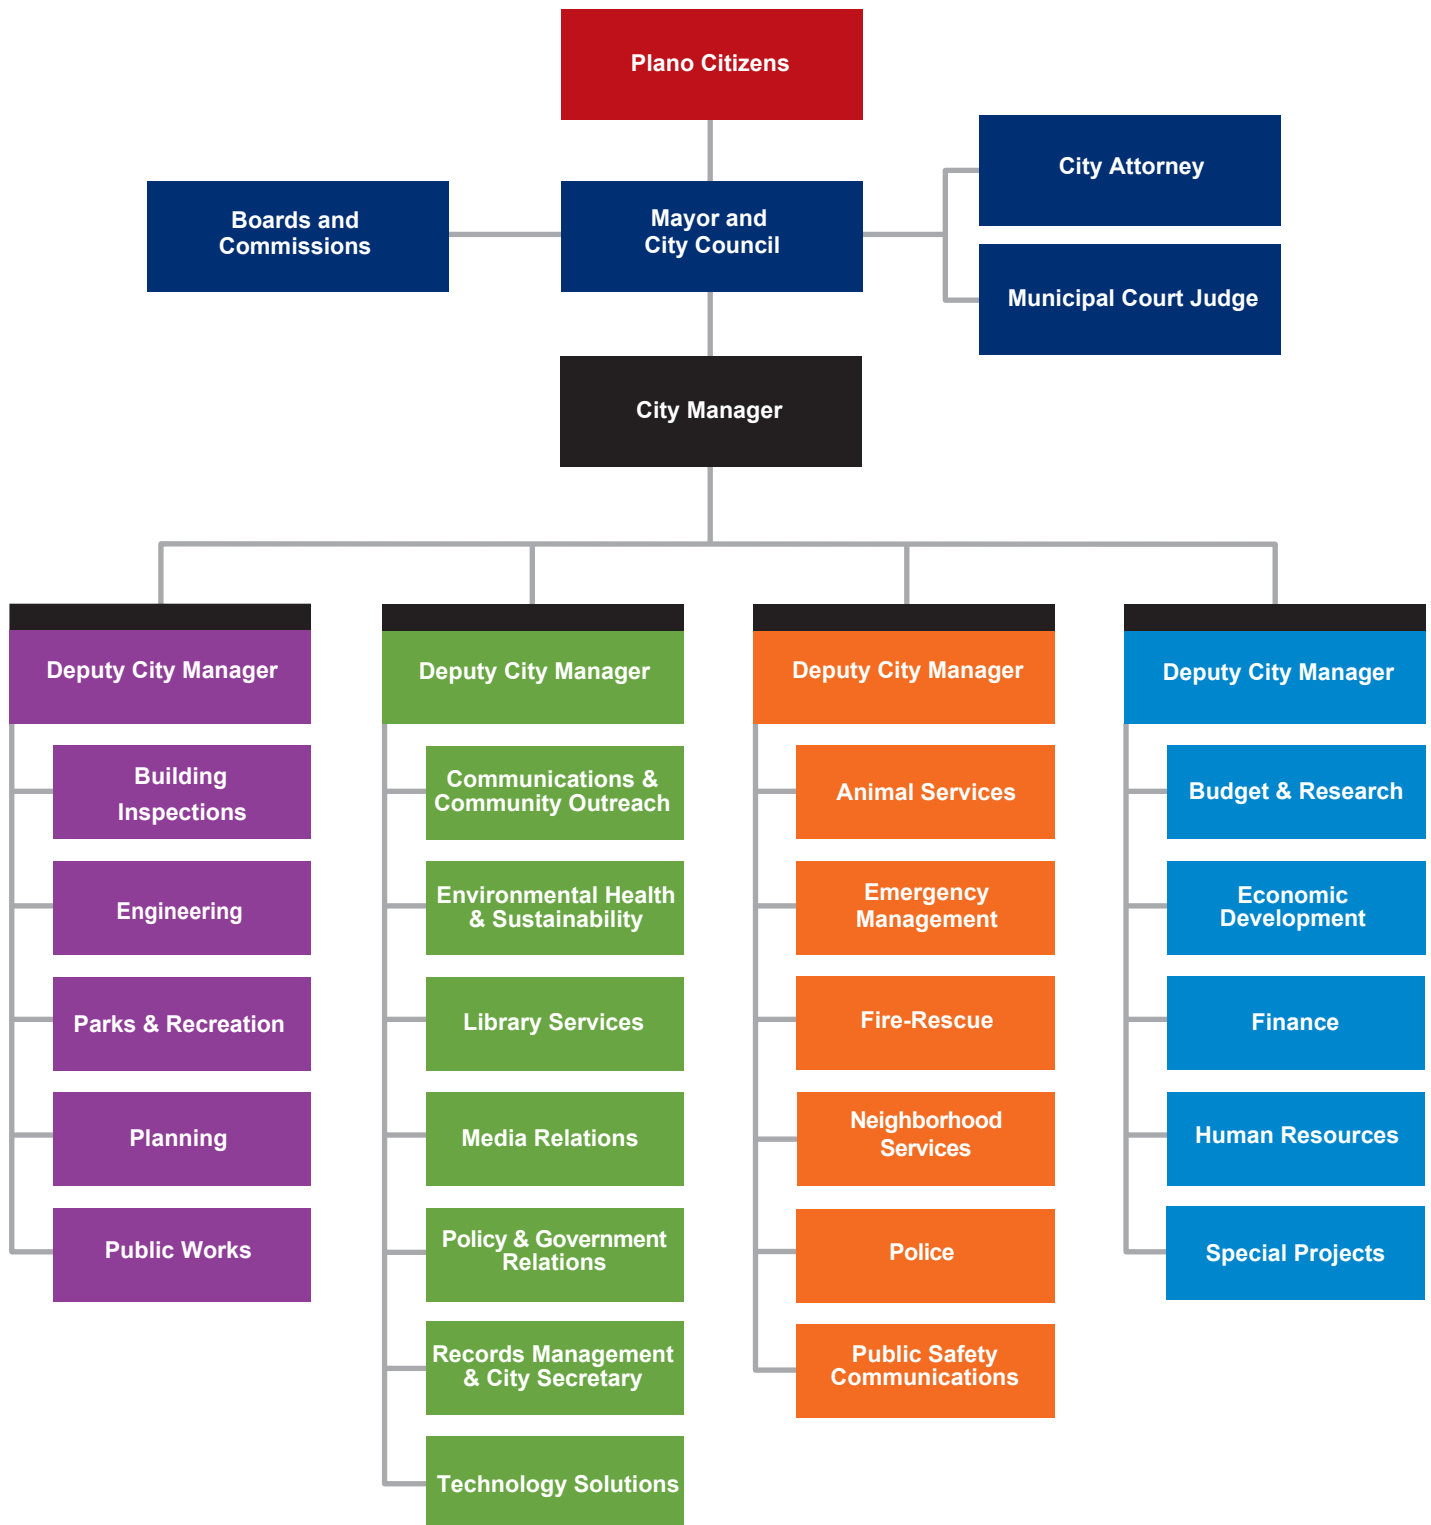 Plano Citizens
City Attorney
Boards and
Commissions
Mayor and
City Council
Municipal Court Judge
City Manager
Deputy City Manager
Building
Inspections
Engineering
Parks & Recreation
Planning
Public Works
Deputy City Manager
Communications &
Community Outreach
Environmental Health
& Sustainability
Library Services
Media Relations
Policy & Government
Relations
Records Management
& City Secretary
Technology Solutions
Deputy City Manager
Animal Services
Emergency
Management
Fire-Rescue
Neighborhood
Services
Police
Public Safety
Communications
Deputy City Manager
Budget & Research
Economic
Development
Finance
Human Resources
Special Projects